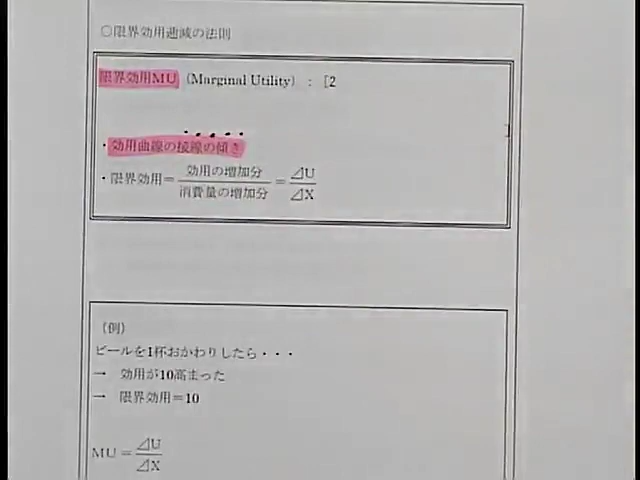 ○限界効用逓減の法則
限界効用MU (Marginal Utility) : [2
]
・効用曲線の接線の傾き
・限界効用＝効用の増加分/消費量の増加分＝⊿U/⊿X
(例)
ビールを1杯おかわりしたら・・・
→ 効用が10高まった
→ 限界効用＝10
MU＝⊿U/⊿X